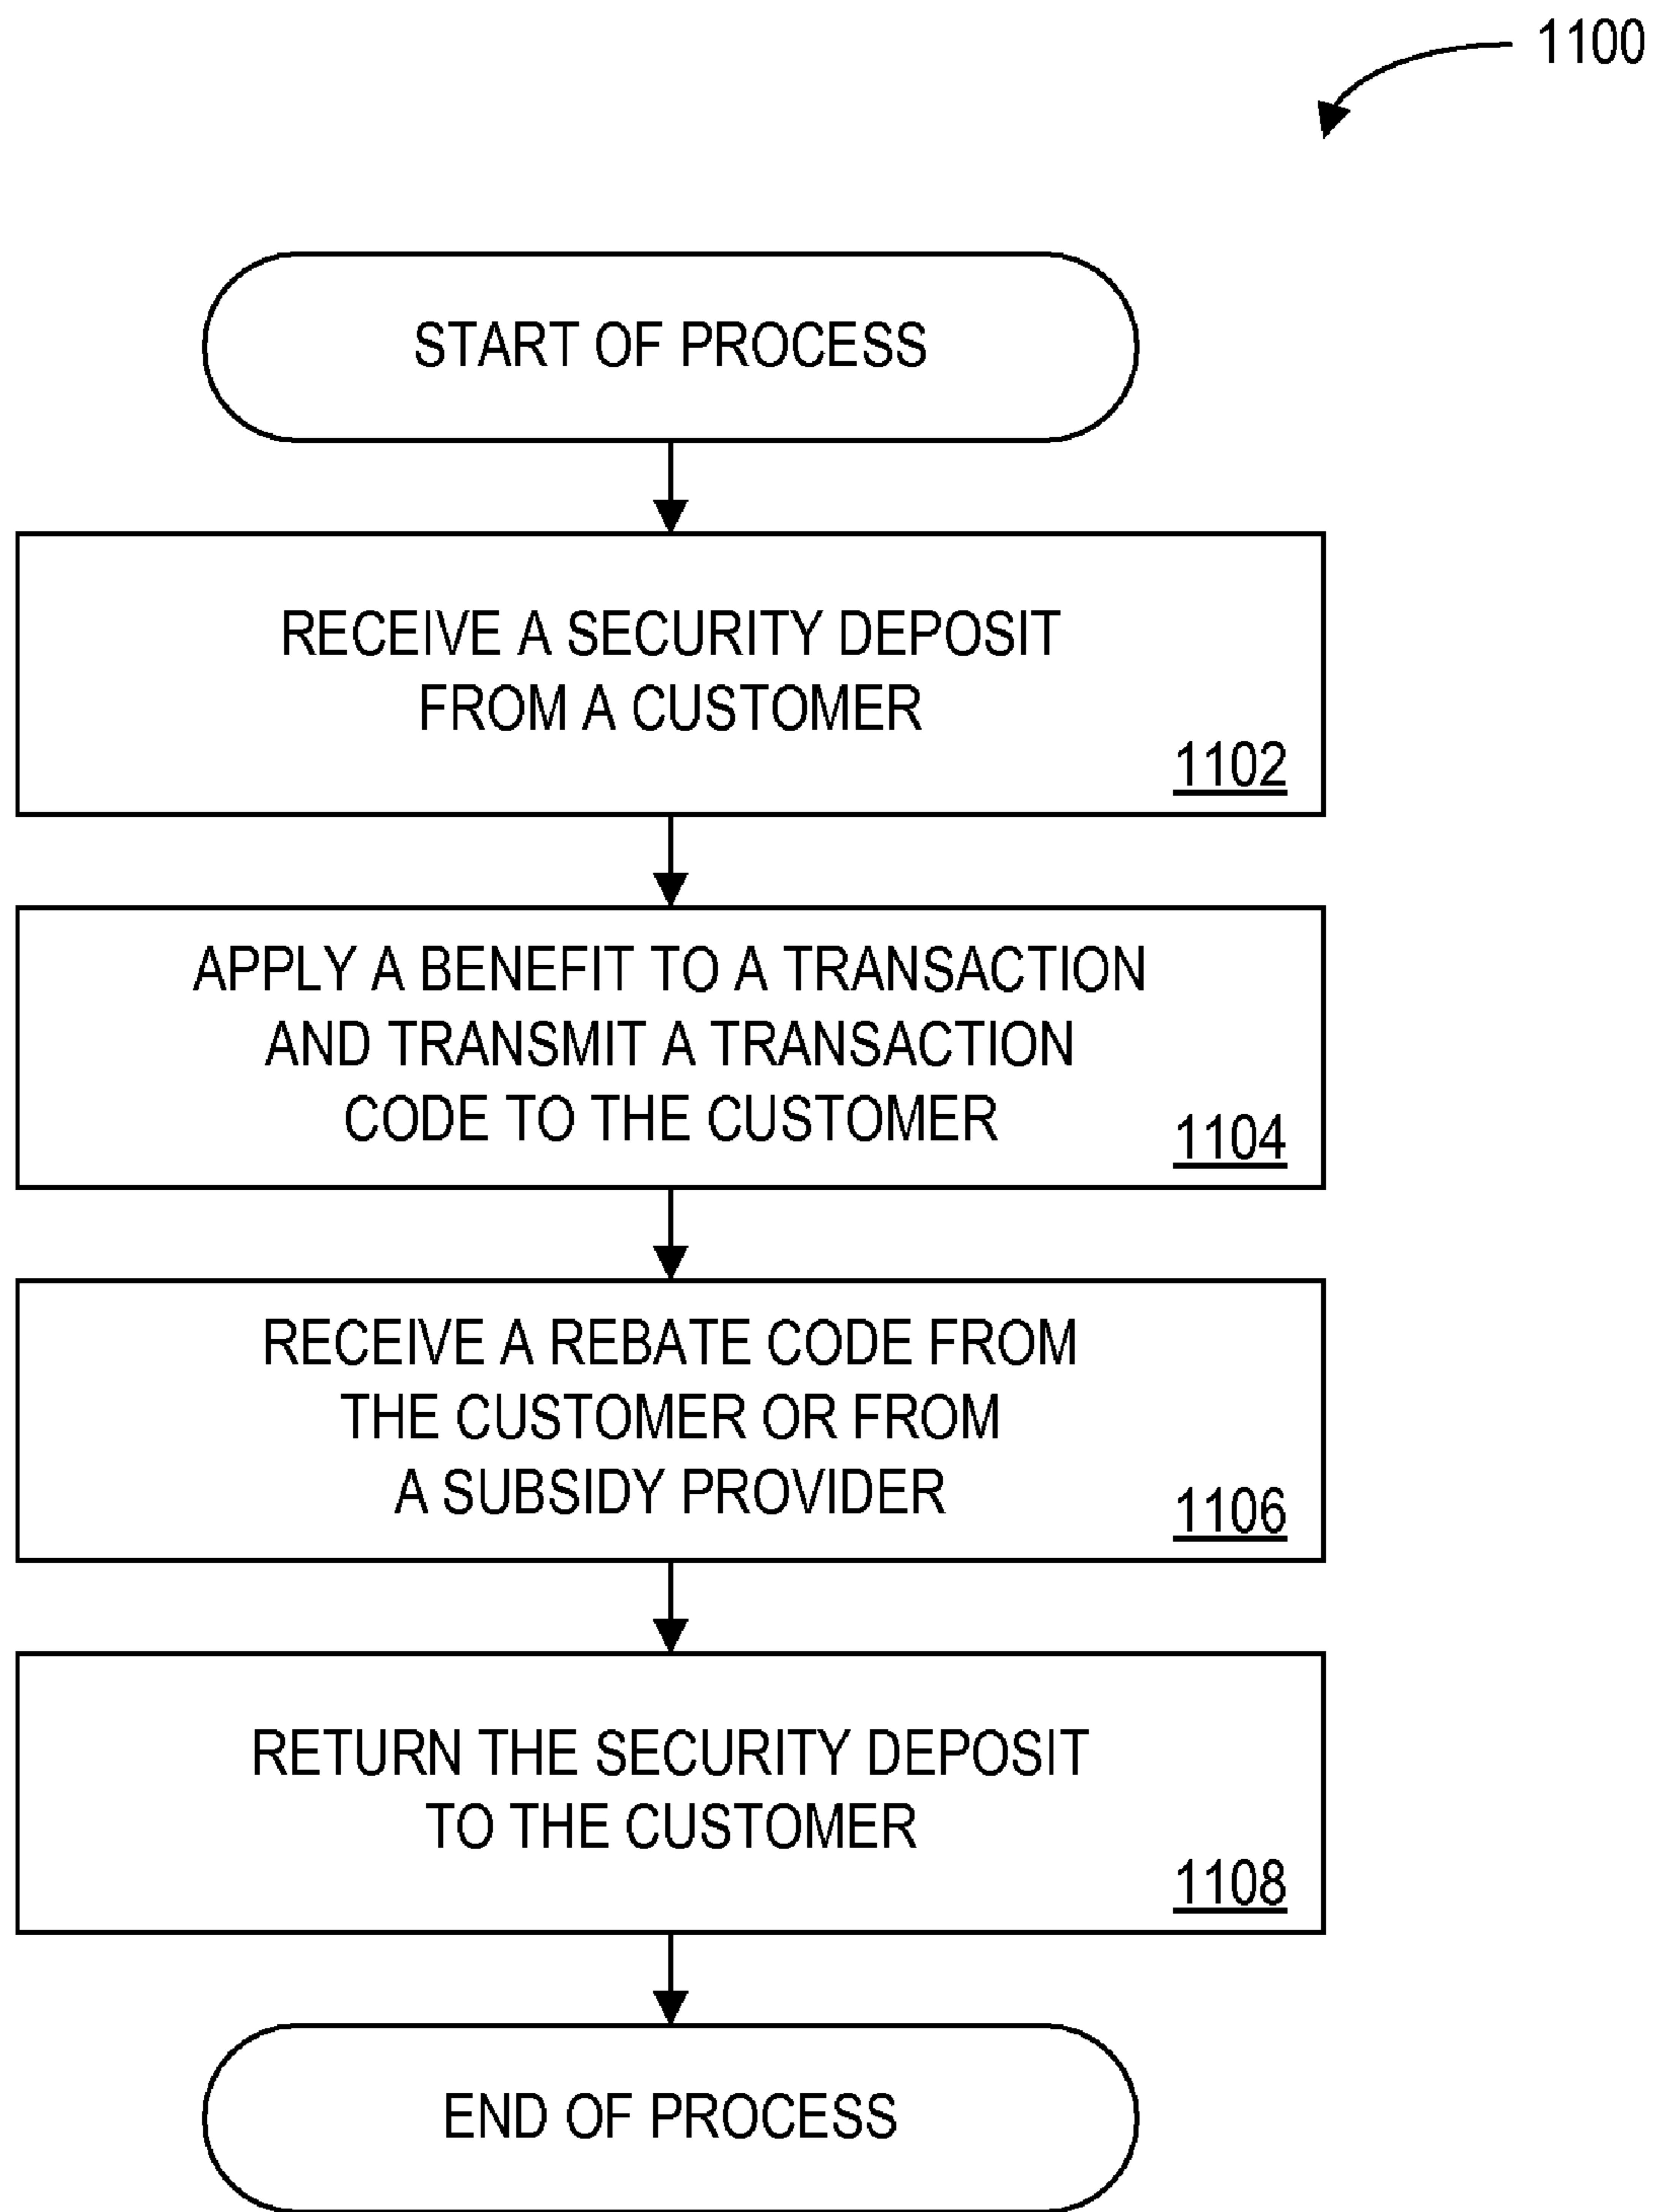 1100
START OF PROCESS
RECEIVE A SECURITY DEPOSIT
FROM A CUSTOMER
1102
APPLY A BENEFIT TO A TRANSACTION
AND TRANSMIT A TRANSACTION
CODE TO THE CUSTOMER
1104
RECEIVE A REBATE CODE FROM
THE CUSTOMER OR FROM
A SUBSIDY PROVIDER
1106
RETURN THE SECURITY DEPOSIT
TO THE CUSTOMER
1108
END OF PROCESS